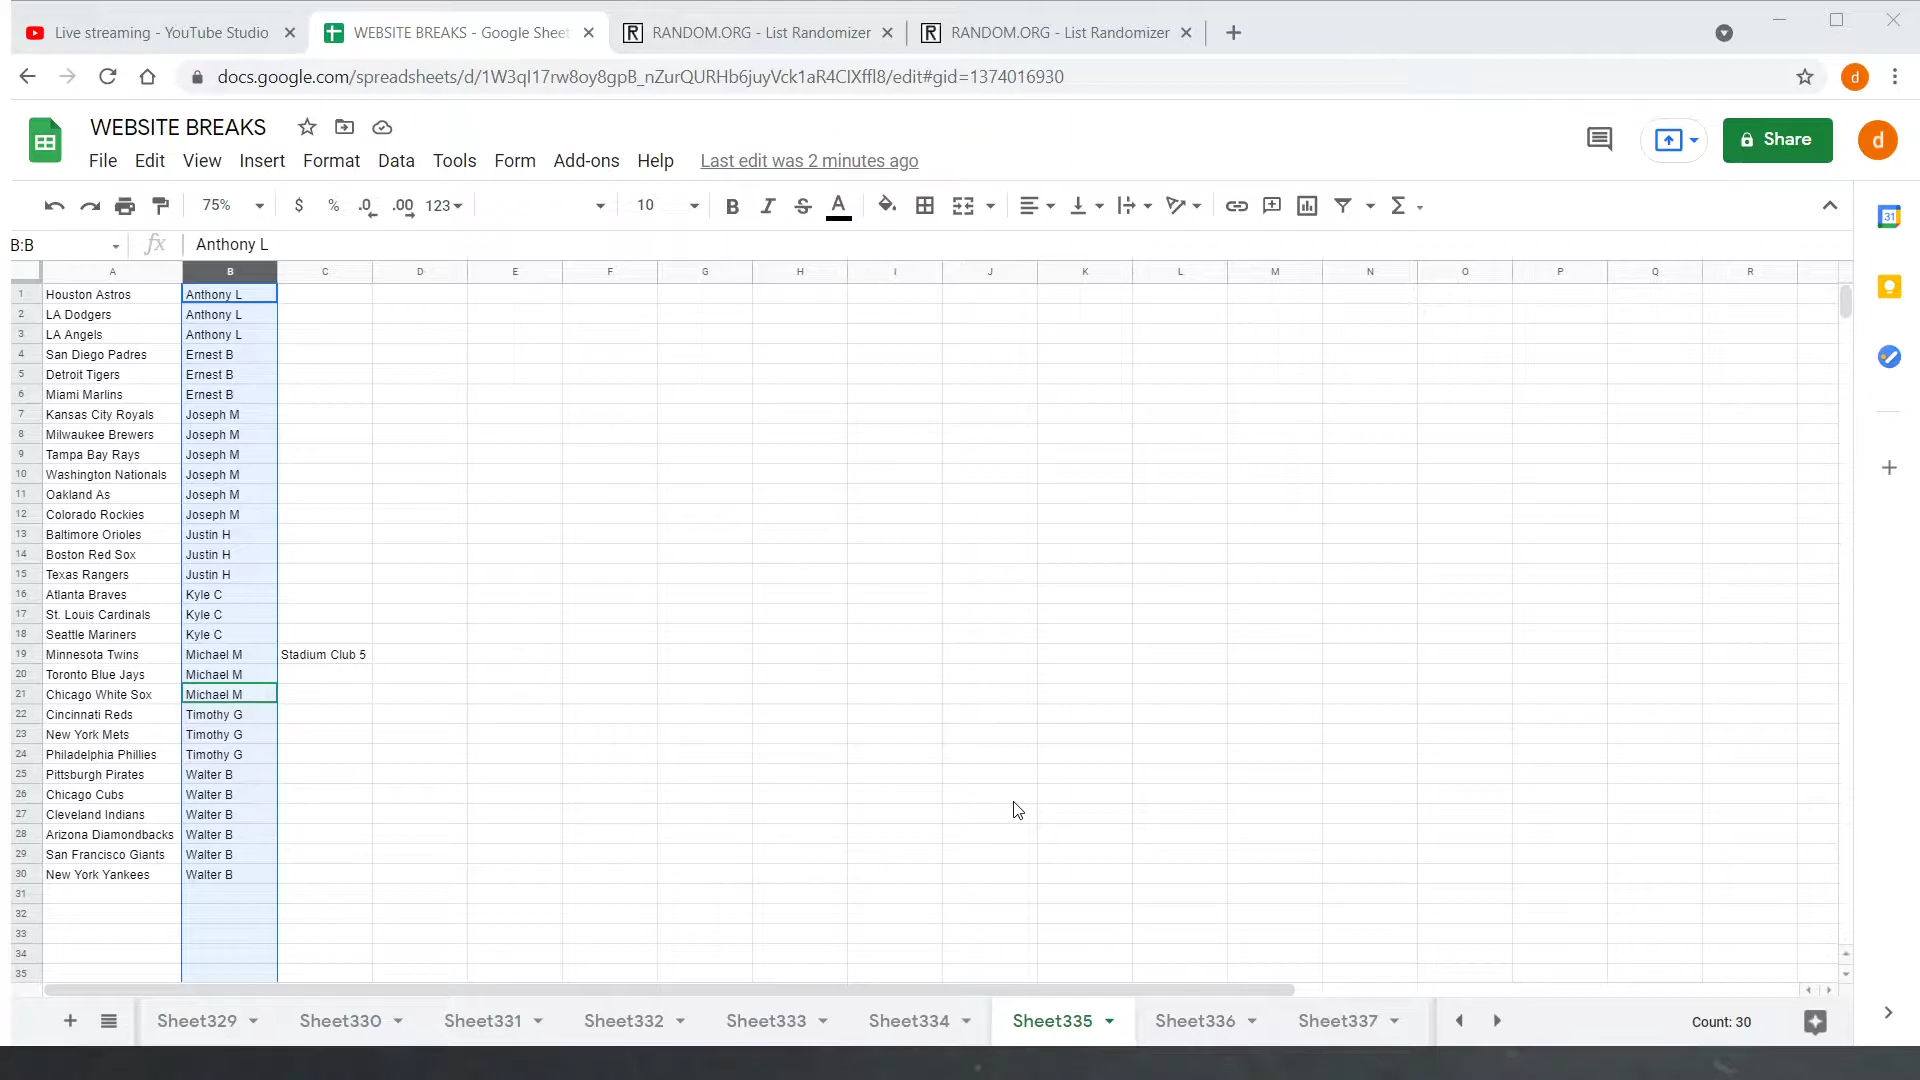 Live streaming - YouTube Studio
WEBSITE BREAKS - Google Sheet
RANDOM.ORG - List Randomizer
RANDOM.ORG - List Randomizer
docs.google.com/spreadsheets/d/1W3qI17rw8oy8gpB_nZurQURHb6juyVck1aR4CIXffl8/edit#gid=1374016930
d
WEBSITE BREAKS
File Edit View Insert Format Data Tools Form Add-ons Help Last edit was 2 minutes ago
Share
d
75% $ % .0 .00 123 10 B I S A Σ
31
B:B fx Anthony L
A B C D E F G H I J K L M N O P Q R
1 Houston Astros Anthony L
2 LA Dodgers Anthony L
3 LA Angels Anthony L
4 San Diego Padres Ernest B
5 Detroit Tigers Ernest B
6 Miami Marlins Ernest B
7 Kansas City Royals Joseph M
8 Milwaukee Brewers Joseph M
9 Tampa Bay Rays Joseph M
10 Washington Nationals Joseph M
11 Oakland As Joseph M
12 Colorado Rockies Joseph M
13 Baltimore Orioles Justin H
14 Boston Red Sox Justin H
15 Texas Rangers Justin H
16 Atlanta Braves Kyle C
17 St. Louis Cardinals Kyle C
18 Seattle Mariners Kyle C
19 Minnesota Twins Michael M Stadium Club 5
20 Toronto Blue Jays Michael M
21 Chicago White Sox Michael M
22 Cincinnati Reds Timothy G
23 New York Mets Timothy G
24 Philadelphia Phillies Timothy G
25 Pittsburgh Pirates Walter B
26 Chicago Cubs Walter B
27 Cleveland Indians Walter B
28 Arizona Diamondbacks Walter B
29 San Francisco Giants Walter B
30 New York Yankees Walter B
31
32
33
34
35
Sheet329 Sheet330 Sheet331 Sheet332 Sheet333 Sheet334 Sheet335 Sheet336 Sheet337 Count: 30